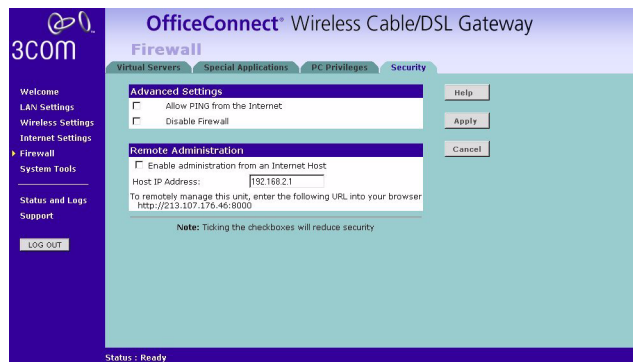 3COM
OfficeConnect® Wireless Cable/DSL Gateway
Firewall
Virtual Servers
Special Applications
PC Privileges
Security
Welcome
LAN Settings
Wireless Settings
Internet Settings
Firewall
System Tools
Status and Logs
Support
LOG OUT
Advanced Settings
Allow PING from the Internet
Disable Firewall
Remote Administration
Enable administration from an Internet Host
Host IP Address: 192.168.2.1
To remotely manage this unit, enter the following URL into your browser
http://213.107.176.46:8000
Note: Ticking the checkboxes will reduce security
Help
Apply
Cancel
Status : Ready